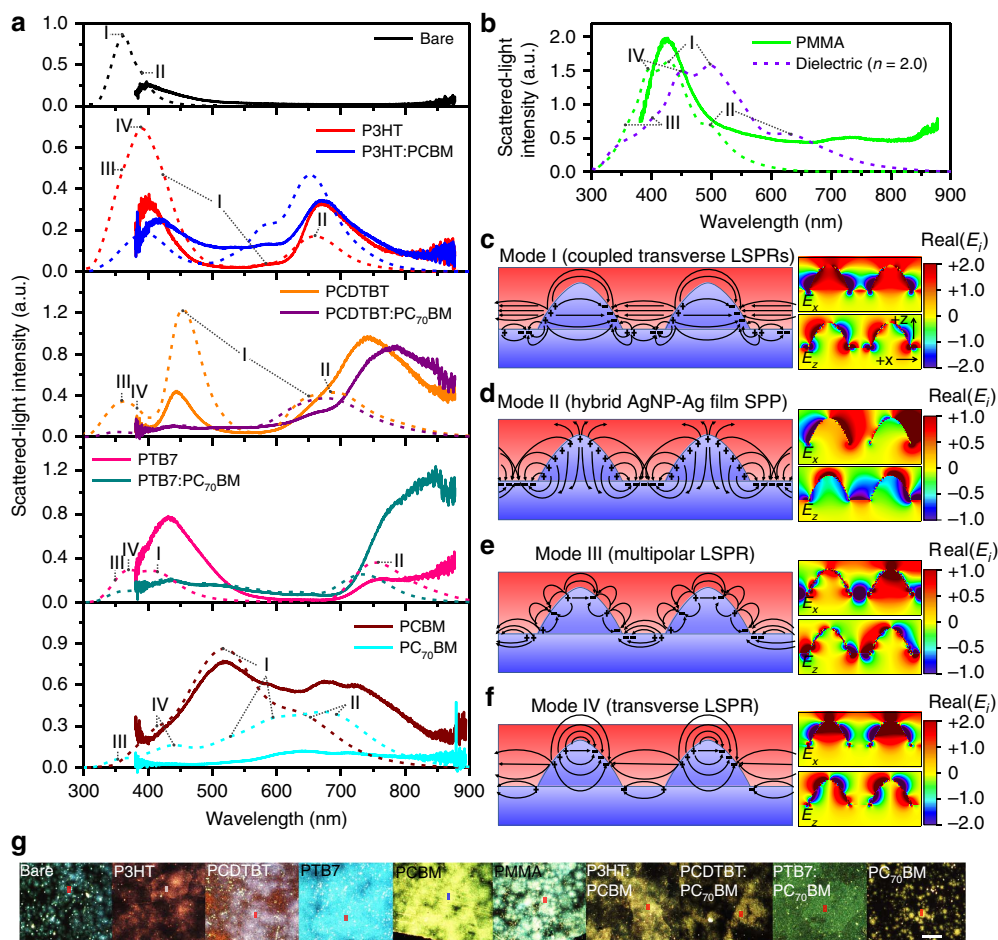 a
Scattered-light intensity (a.u.)
1.0
0.5
0.0
I
II
Bare
0.6
0.4
0.2
0.0
IV
III
I
II
P3HT
P3HT:PCBM
1.2
0.8
0.4
0.0
III
IV
I
II
PCDTBT
PCDTBT:PC70BM
1.2
0.8
0.4
0.0
III
IV
I
II
PTB7
PTB7:PC70BM
0.9
0.6
0.3
0.0
III
IV
I
II
PCBM
PC70BM
300 400 500 600 700 800 900
Wavelength (nm)
b
Scattered-light
intensity (a.u.)
2.0
1.5
1.0
0.5
0.0
IV
I
III
II
PMMA
Dielectric (n = 2.0)
300 400 500 600 700 800 900
Wavelength (nm)
c
Mode I (coupled transverse LSPRs)
Real(Ei)
+2.0
+1.0
0
−1.0
−2.0
Ex
Ez
+z
+x
d
Mode II (hybrid AgNP-Ag film SPP)
Real(Ei)
+1.0
+0.5
0
−0.5
−1.0
Ex
Ez
e
Mode III (multipolar LSPR)
Real(Ei)
+1.0
+0.5
0
−0.5
−1.0
Ex
Ez
f
Mode IV (transverse LSPR)
Real(Ei)
+2.0
+1.0
0
−1.0
−2.0
Ex
Ez
g
Bare
P3HT
PCDTBT
PTB7
PCBM
PMMA
P3HT:
PCBM
PCDTBT:
PC70BM
PTB7:
PC70BM
PC70BM